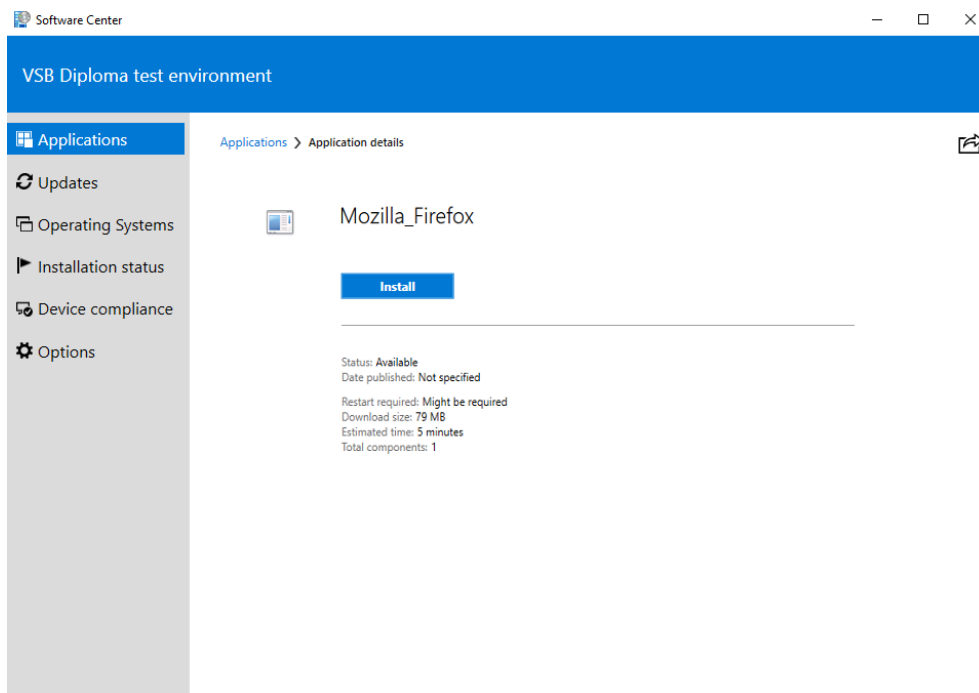 Software Center
VSB Diploma test environment
Applications
Updates
Operating Systems
Installation status
Device compliance
Options
Applications > Application details
Mozilla_Firefox
Install
Status: Available
Date published: Not specified
Restart required: Might be required
Download size: 79 MB
Estimated time: 5 minutes
Total components: 1